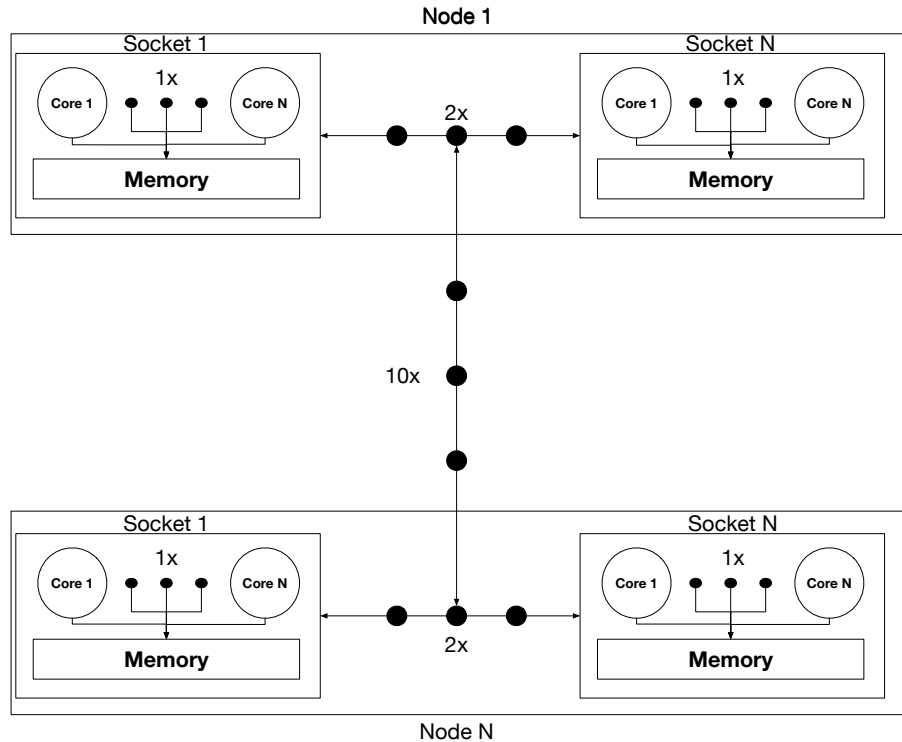 Node 1
Socket 1
Socket N
1x
1x
Core 1
Core N
Core 1
Core N
2x
Memory
Memory
10x
Socket 1
Socket N
1x
1x
Core 1
Core N
Core 1
Core N
2x
Memory
Memory
Node N